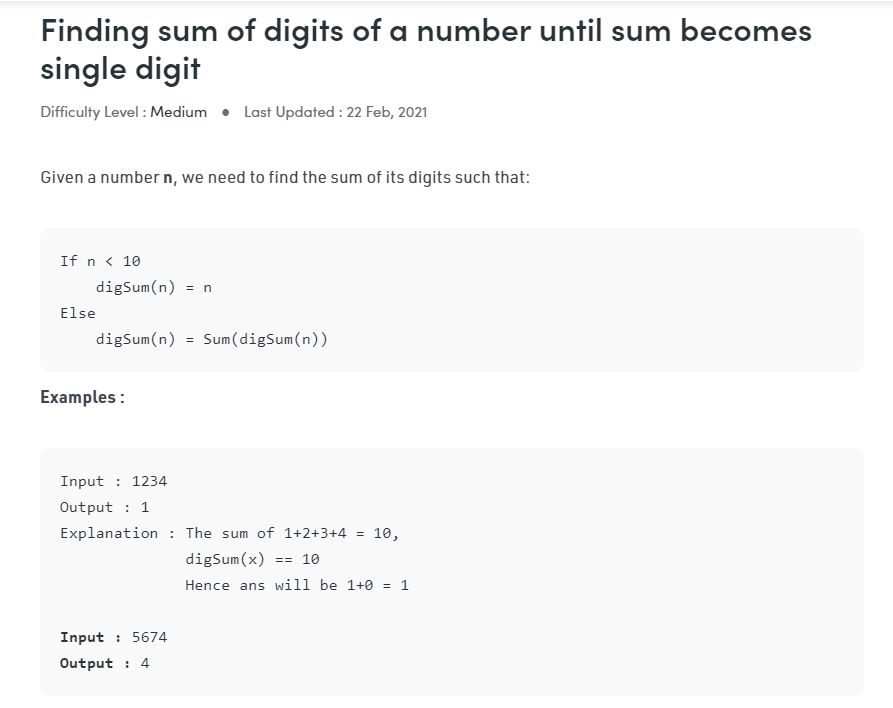 Finding sum of digits of a number until sum becomes
single digit
Difficulty Level : Medium ● Last Updated : 22 Feb, 2021
Given a number n, we need to find the sum of its digits such that:
If n < 10
digSum(n) = n
Else
digSum(n) = Sum(digSum(n))
Examples :
Input : 1234
Output : 1
Explanation : The sum of 1+2+3+4 = 10,
digSum(x) == 10
Hence ans will be 1+0 = 1
Input : 5674
Output : 4